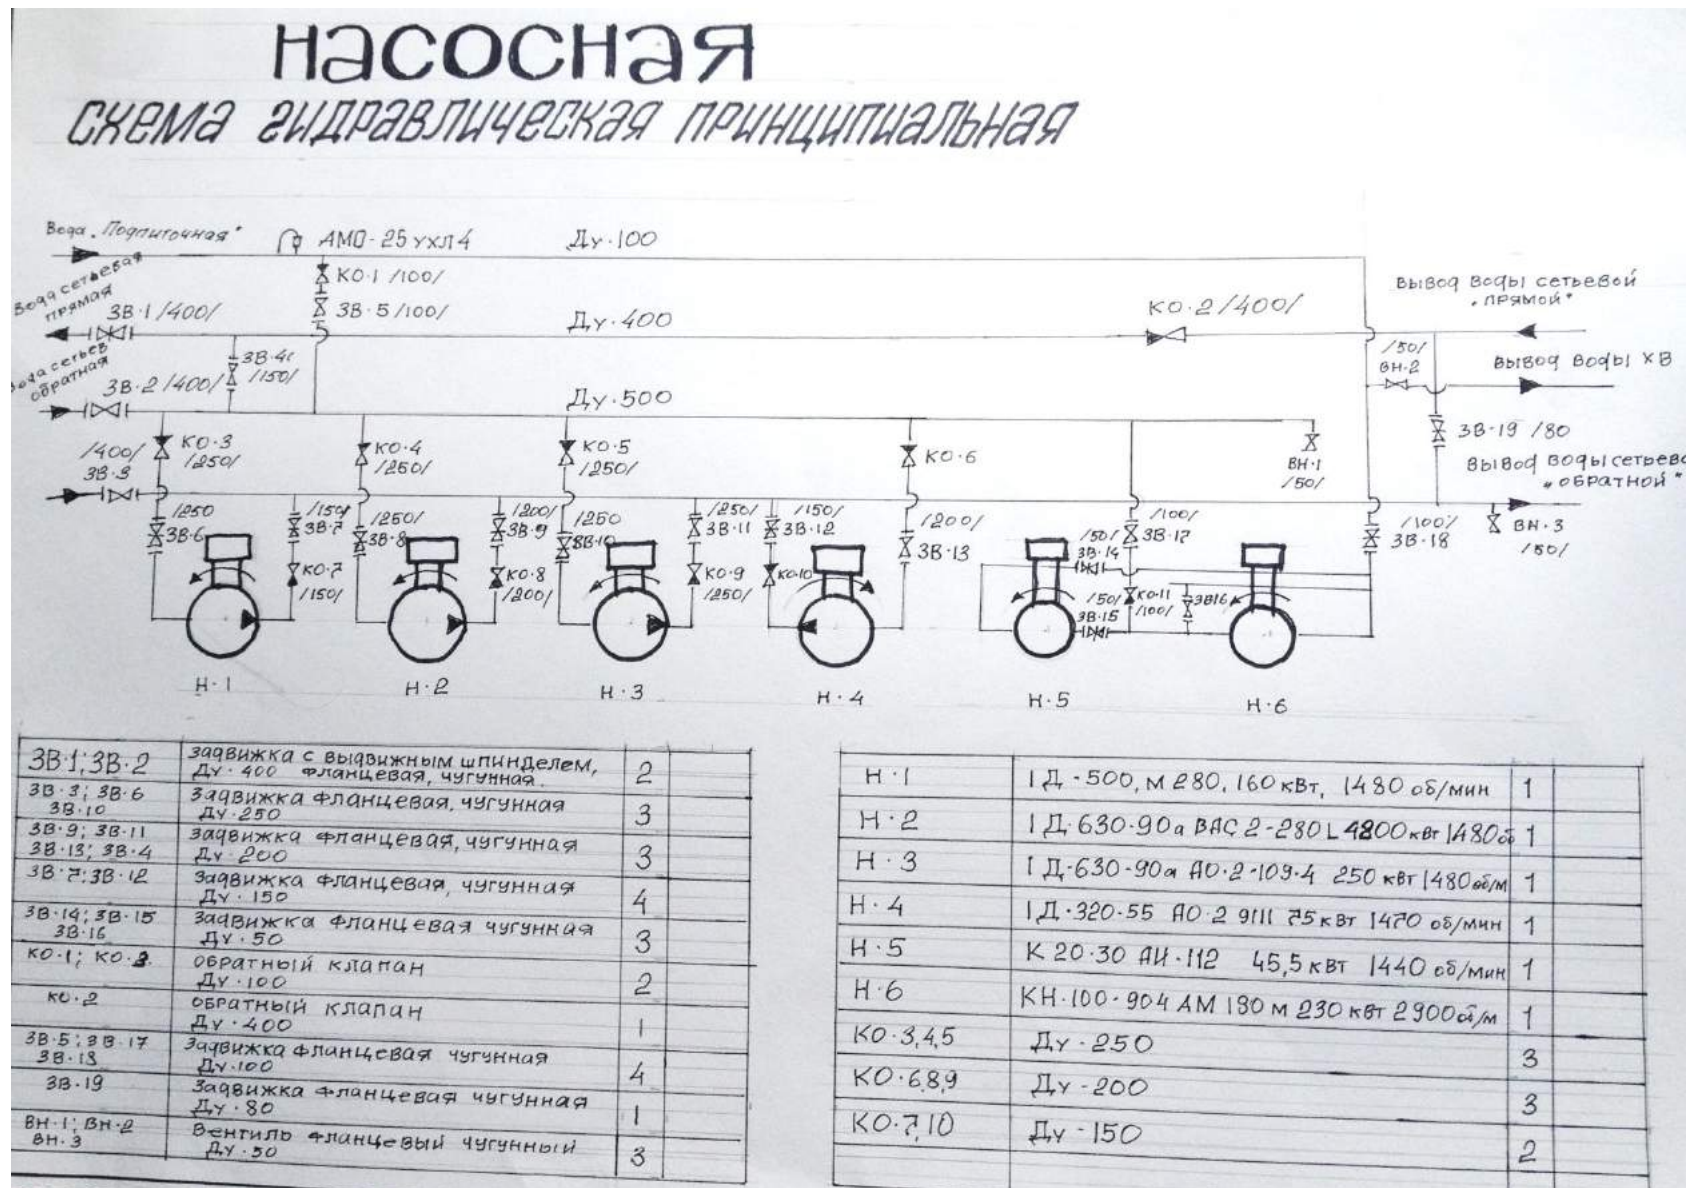 насосная
схема гидравлическая принципиальная
Вода „Подпиточная"
АМО-25 ухл4
Ду·100
КО·1 /100/
ЗВ·5/100/
Вода сетьевая
прямая
ЗВ·1/400/
Ду·400
КО·2/400/
Вывод воды сетьевой
„прямой"
ЗВ·4
/150/
/50/
ВН·2
Вывод воды ХВ
обратная
ЗВ·2/400/
Ду·500
/400/
ЗВ·3
КО·3
/250/
КО·4
/250/
КО·5
/250/
КО·6
ВН·1
/50/
ЗВ·19 /80
Вывод воды сетьево
„обратной"
/250
ЗВ·6
/150/
ЗВ·7
/250/
ЗВ·8
/200/
ЗВ·9
/250
ЗВ·10
/250/
ЗВ·11
/150/
ЗВ·12
/200/
ЗВ·13
/50/
ЗВ·14
/100/
ЗВ·17
/100/
ЗВ·18
ВН·3
/50/
КО·7
/150/
КО·8
/200/
КО·9
/250/
КО·10
/50/
ЗВ·15
КО·11
/100/
ЗВ16
Н·1
Н·2
Н·3
Н·4
Н·5
Н·6
ЗВ·1; ЗВ·2 задвижка с выдвижным шпинделем, Ду·400 фланцевая, чугунная. 2
ЗВ·3; ЗВ·6
ЗВ·10
Задвижка фланцевая, чугунная
Ду·250
3
ЗВ·9; ЗВ·11
ЗВ·13; ЗВ·4
Задвижка фланцевая, чугунная
Ду·200
3
ЗВ·7; ЗВ·12
Задвижка фланцевая, чугунная
Ду·150
4
ЗВ·14; ЗВ·15
ЗВ·16
Задвижка фланцевая чугунная
Ду·50
3
КО·1; КО·3.
обратный клапан
Ду·100
2
КО·2
обратный клапан
Ду·400
1
ЗВ·5; ЗВ·17
ЗВ·18
Задвижка фланцевая чугунная
Ду·100
4
ЗВ·19
Задвижка фланцевая чугунная
Ду·80
1
ВН·1; ВН·2
ВН·3
Вентиль фланцевый чугунный
Ду·50
3
Н·1 1Д-500, М280, 160 кВт, 1480 об/мин 1
Н·2 1Д·630·90а ВАС2-280L 4800 кВт 1480об 1
Н·3 1Д-630-90а АО·2-109·4 250 кВт 1480об/м 1
Н·4 1Д·320·55 АО·2 9111 75 кВт 1470 об/мин 1
Н·5 К 20·30 АИ·112 45,5 кВт 1440 об/мин 1
Н·6 КН·100·904 АМ 180 м 230 кВт 2900об/м 1
КО·3,4,5 Ду-250 3
КО·6,8,9 Ду-200 3
КО·7,10 Ду-150 2